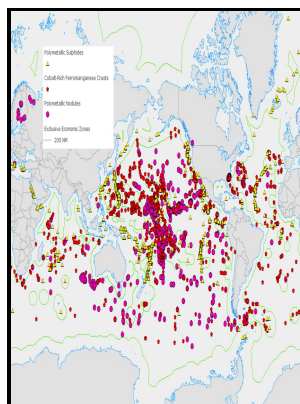 Polymetallic Sulphides
Cobalt-Rich Ferromanganese Crusts
Polymetallic Nodules
Exclusive Economic Zones
200 NM